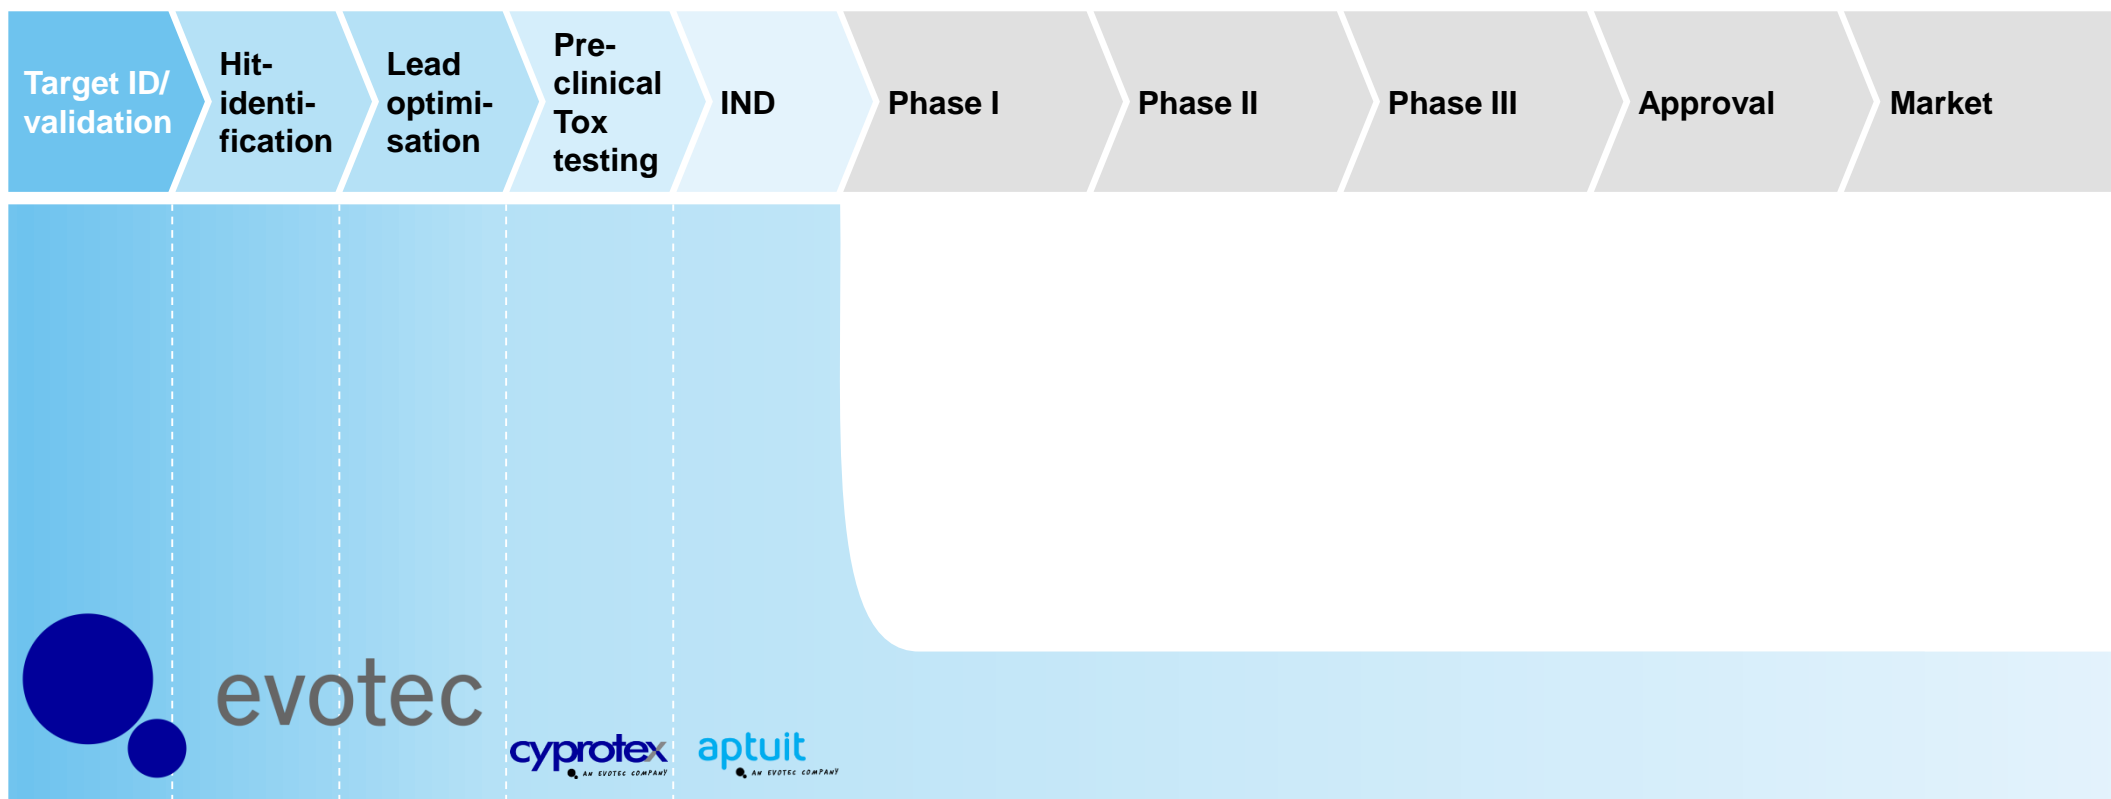 Target ID/
validation
Hit-
identi-
fication
Lead
optimi-
sation
Pre-
clinical
Tox
testing
IND
Phase I
Phase II
Phase III
Approval
Market
evotec
cyprotex
AN EVOTEC COMPANY
aptuit
AN EVOTEC COMPANY